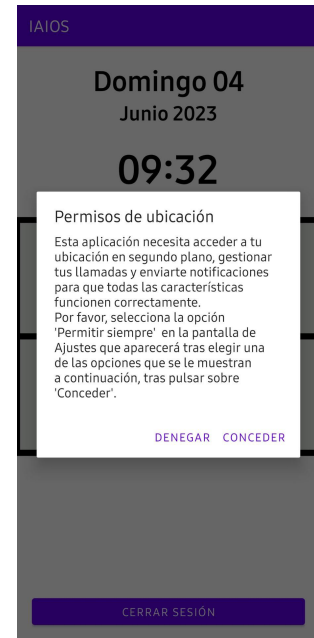 IAIOS
Domingo 04
Junio 2023
09:32
Permisos de ubicación
Esta aplicación necesita acceder a tu
ubicación en segundo plano, gestionar
tus llamadas y enviarte notificaciones
para que todas las características
funcionen correctamente.
Por favor, selecciona la opción
'Permitir siempre' en la pantalla de
Ajustes que aparecerá tras elegir una
de las opciones que se le muestran
a continuación, tras pulsar sobre
'Conceder'.
DENEGAR CONCEDER
CERRAR SESIÓN